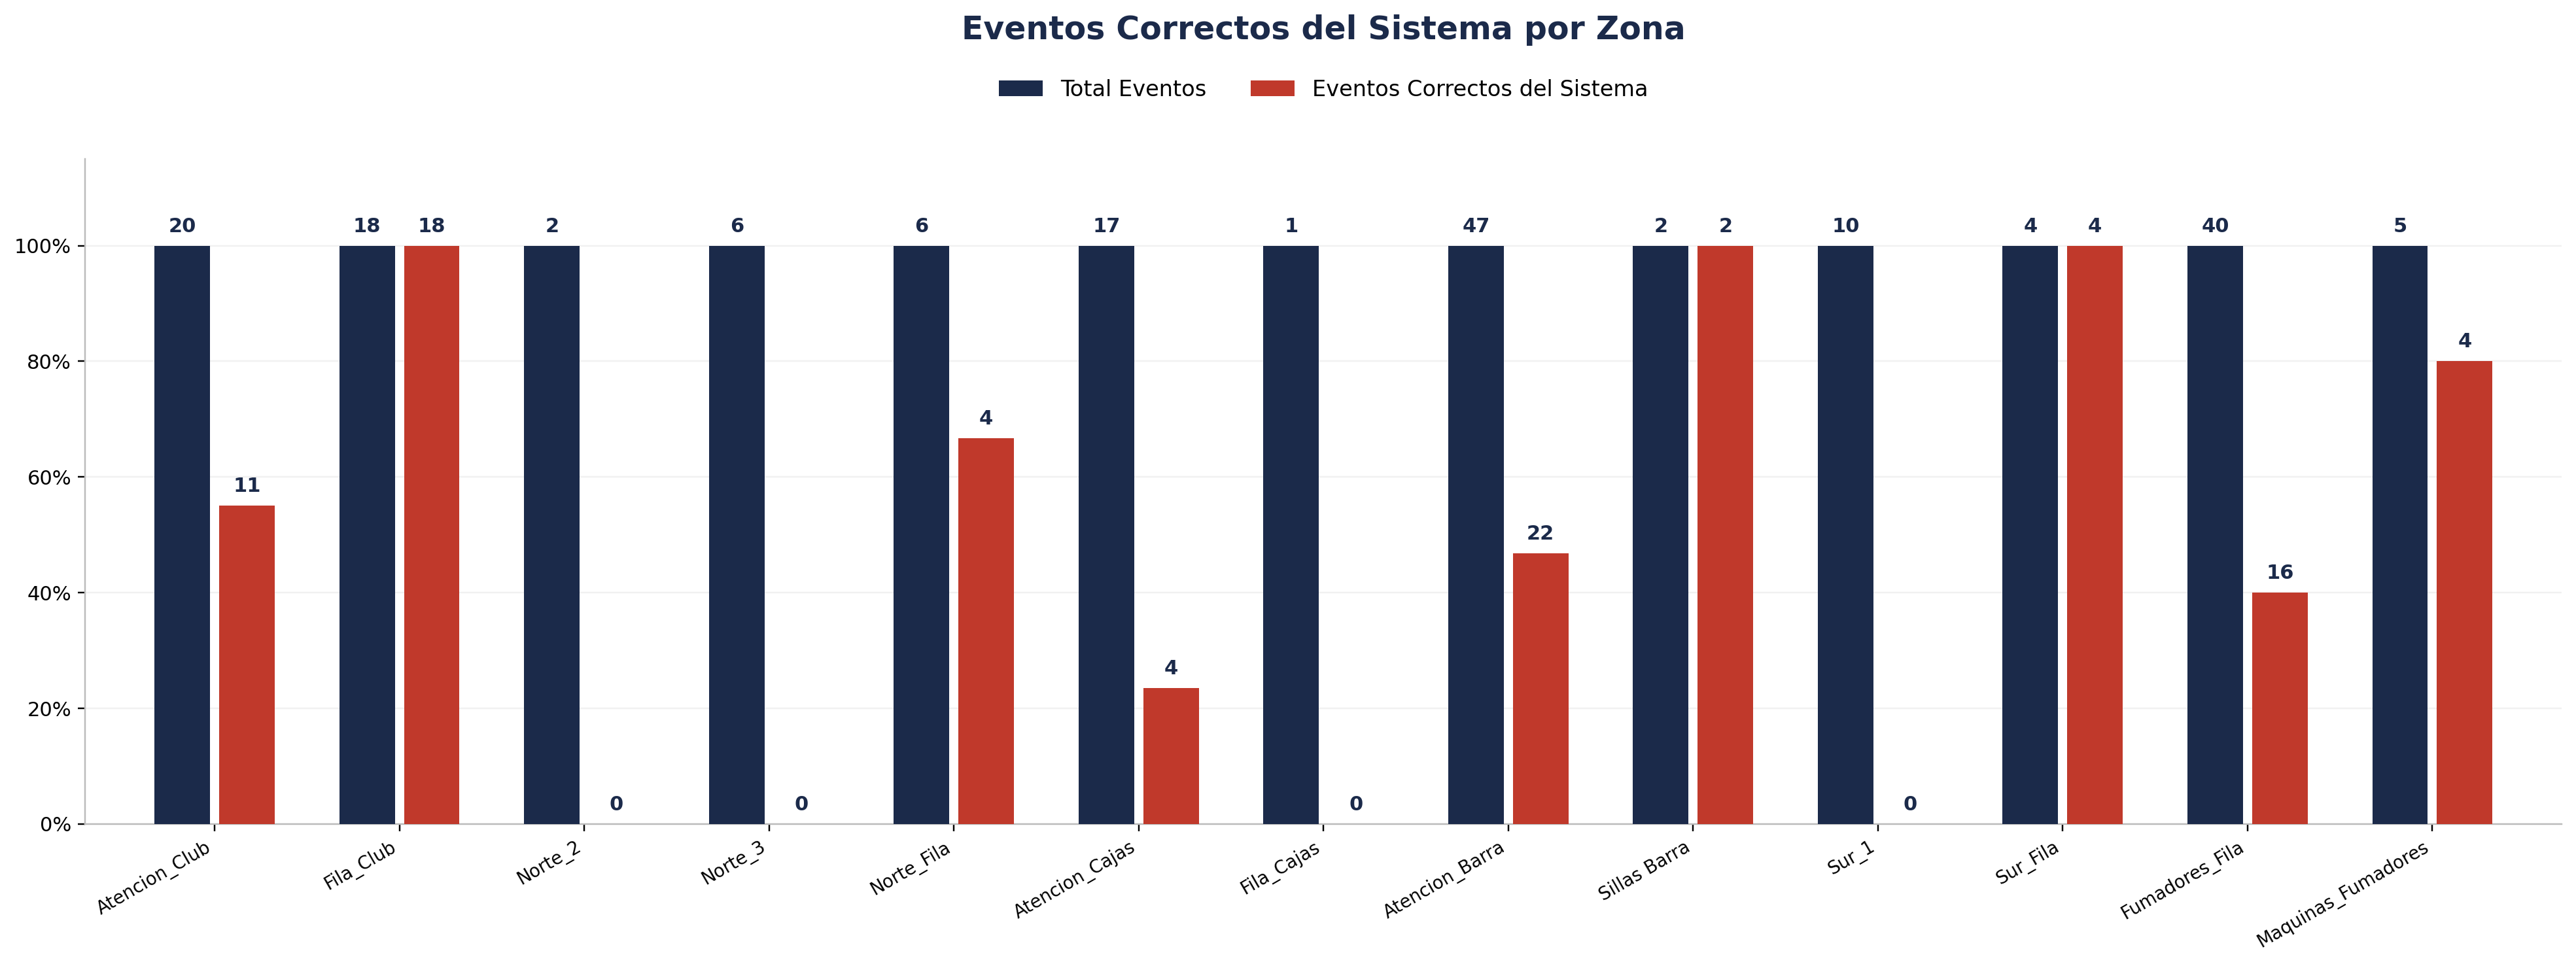 Eventos Correctos del Sistema por Zona
Total Eventos Eventos Correctos del Sistema
20 18 18 2 6 6 17 1 47 2 2 10 4 4 40 5
100%
4
80%
4
60%
11
22
16
40%
4
20%
0 0 0 0
0%
Atencion_Club Fila_Club Norte_2 Norte_3 Norte_Fila Atencion_Cajas Fila_Cajas Atencion_Barra Sillas Barra Sur_1 Sur_Fila Fumadores_Fila Maquinas_Fumadores